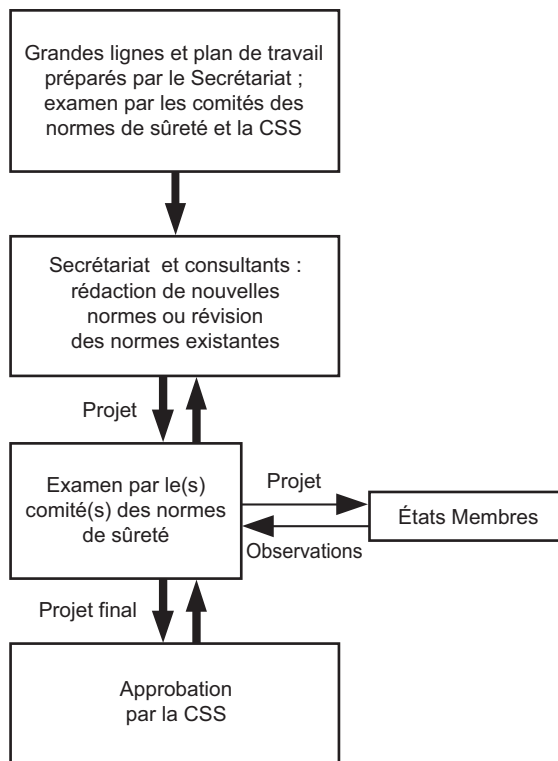 Grandes lignes et plan de travail
préparés par le Secrétariat ;
examen par les comités des
normes de sûreté et la CSS
Secrétariat et consultants :
rédaction de nouvelles
normes ou révision
des normes existantes
Projet
Examen par le(s)
comité(s) des normes
de sûreté
Projet
États Membres
Observations
Projet final
Approbation
par la CSS